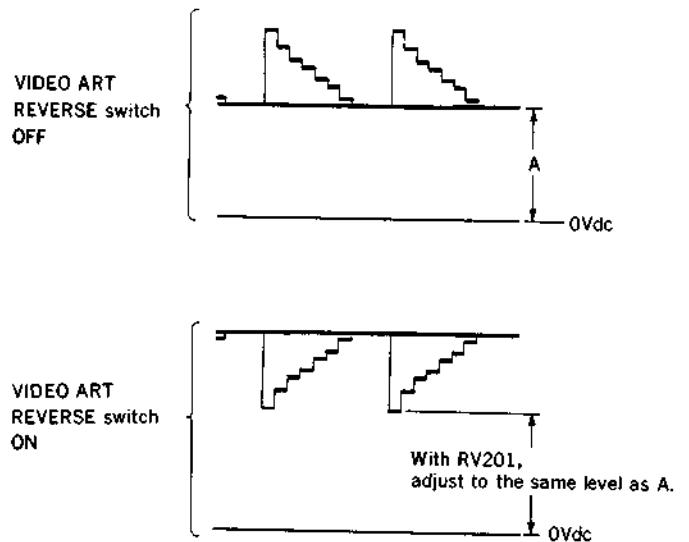 VIDEO ART
REVERSE switch
OFF
A
0Vdc
VIDEO ART
REVERSE switch
ON
With RV201,
adjust to the same level as A.
0Vdc